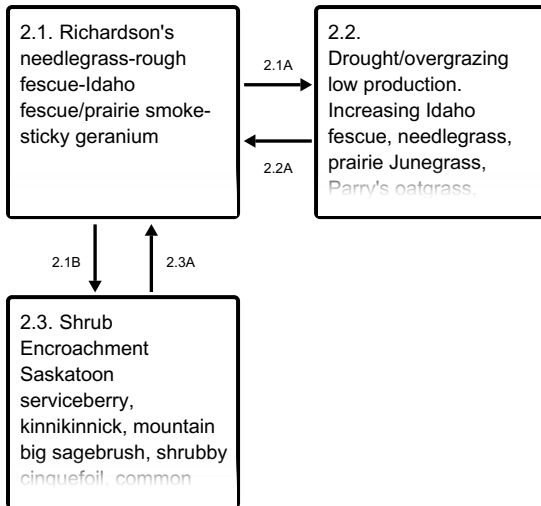 2.1. Richardson's
needlegrass-rough
fescue-Idaho
fescue/prairie smoke-
sticky geranium
2.1A
2.2A
2.2.
Drought/overgrazing
low production.
Increasing Idaho
fescue, needlegrass,
prairie Junegrass,
Parry's oatgrass,
2.1B
2.3A
2.3. Shrub
Encroachment
Saskatoon
serviceberry,
kinnikinnick, mountain
big sagebrush, shrubby
cinquefoil, common